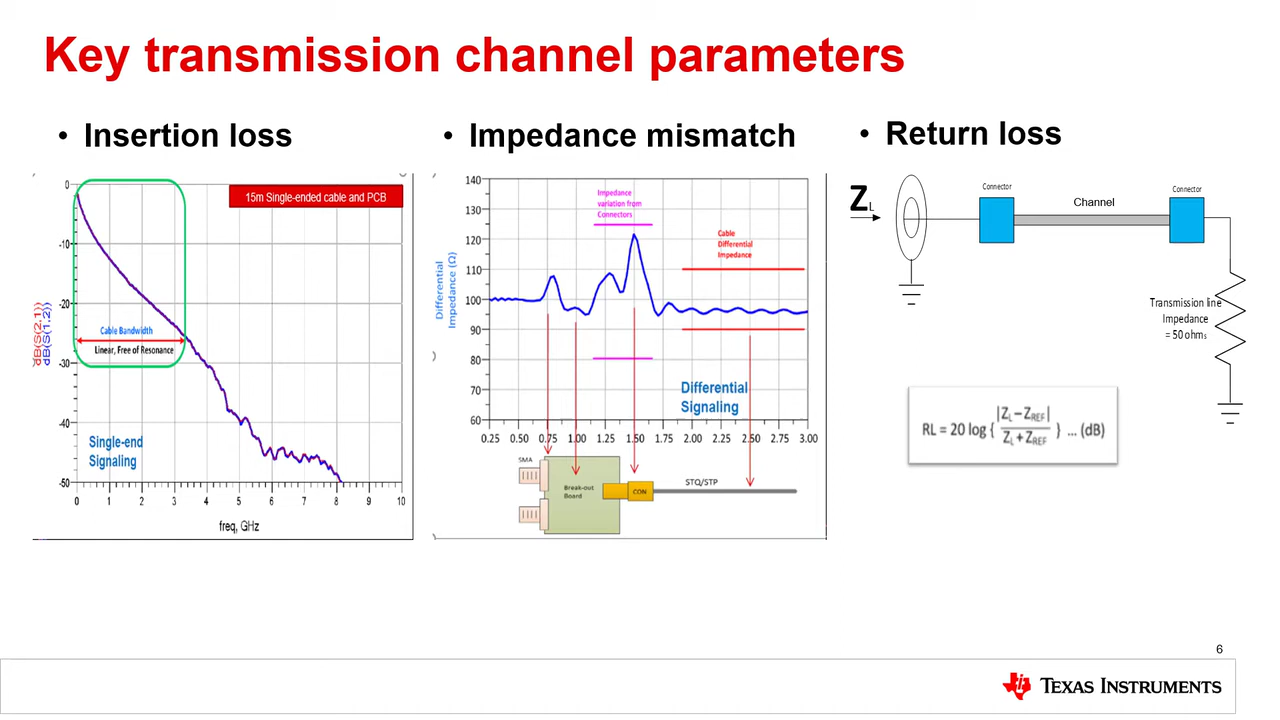 Key transmission channel parameters
• Insertion loss
0
-10
-20
-30
-40
-50
dB(S(2,1))
dB(S(1,2))
15m Single-ended cable and PCB
Cable Bandwidth
Linear, Free of Resonance
Single-end
Signaling
0 1 2 3 4 5 6 7 8 9 10
freq, GHz
• Impedance mismatch
140
130
120
110
100
90
80
70
60
Differential
Impedance (Ω)
Impedance
variation from
Connectors
Cable
Differential
Impedance
Differential
Signaling
0.25 0.50 0.75 1.00 1.25 1.50 1.75 2.00 2.25 2.50 2.75 3.00
SMA
Break-out
Board
CON
STQ/STP
• Return loss
ZL
Connector
Channel
Connector
Transmission line
Impedance
= 50 ohms
RL = 20 log { |ZL – ZREF| / ZL + ZREF } ... (dB)
6
TEXAS INSTRUMENTS